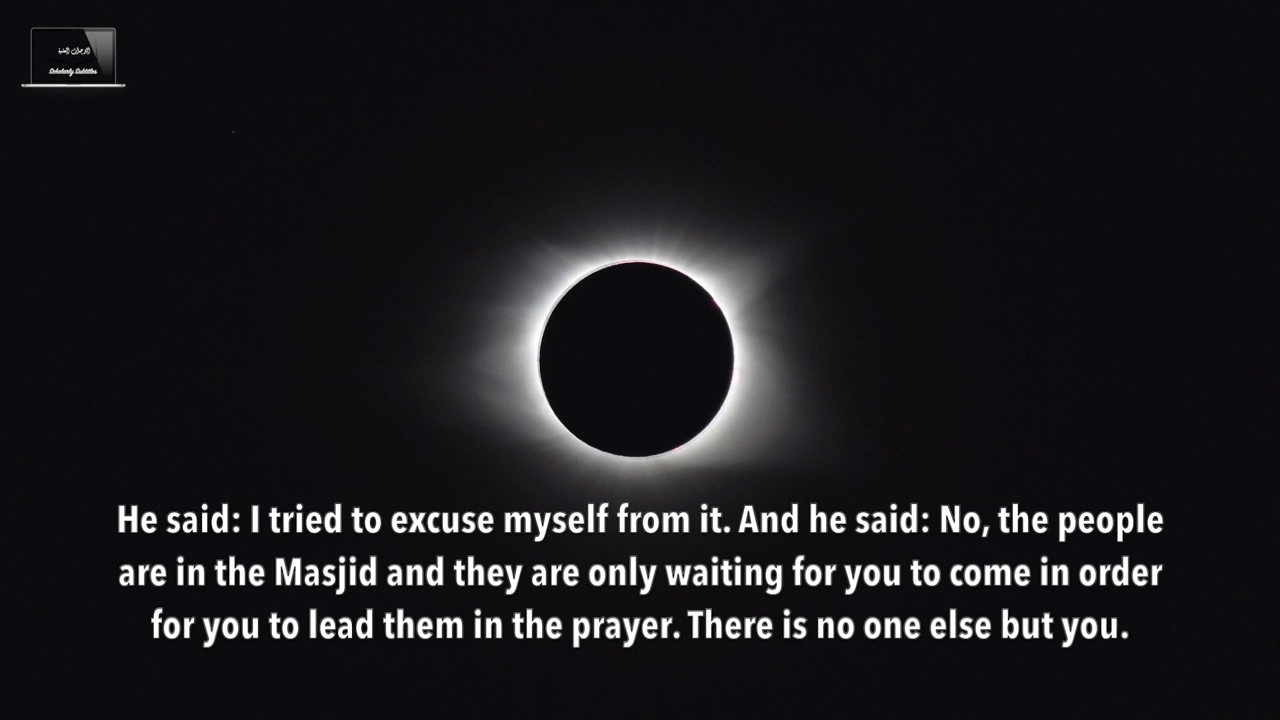 Scholarly Subtitles
He said: I tried to excuse myself from it. And he said: No, the people
are in the Masjid and they are only waiting for you to come in order
for you to lead them in the prayer. There is no one else but you.